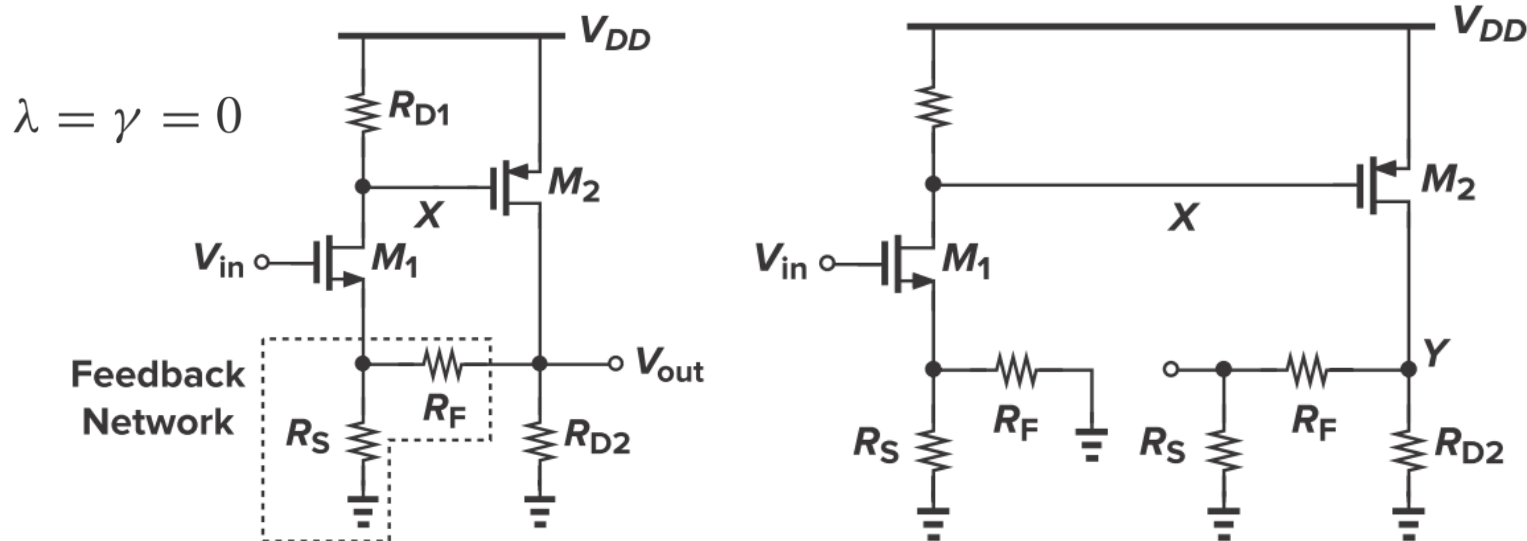 λ = γ = 0
V_DD
R_D1
M_2
X
V_in
M_1
Feedback
Network
R_F
V_out
R_S
R_D2
V_DD
M_2
X
V_in
M_1
Y
R_F
R_F
R_S
R_S
R_D2